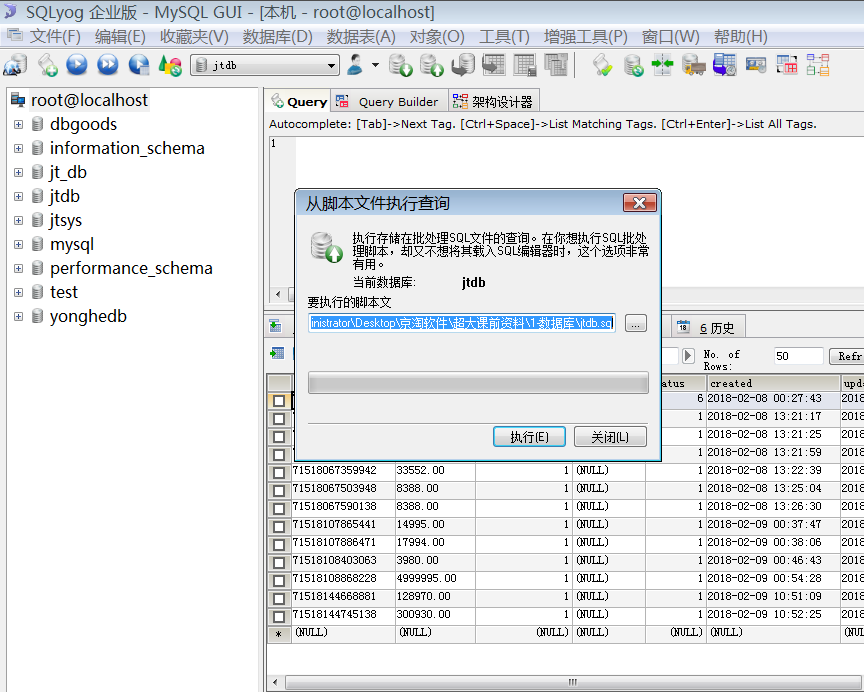 SQLyog 企业版 - MySQL GUI - [本机 - root@localhost]
文件(F) 编辑(E) 收藏夹(V) 数据库(D) 数据表(A) 对象(O) 工具(T) 增强工具(P) 窗口(W) 帮助(H)
jtdb
root@localhost
dbgoods
information_schema
jt_db
jtdb
jtsys
mysql
performance_schema
test
yonghedb
Query Query Builder 架构设计器
Autocomplete: [Tab]->Next Tag. [Ctrl+Space]->List Matching Tags. [Ctrl+Enter]->List All Tags.
1
从脚本文件执行查询
执行存储在批处理SQL文件的查询。在你想执行SQL批处
理脚本，却又不想将其载入SQL编辑器时，这个选项非常
有用。
当前数据库: jtdb
要执行的脚本文
inistrator\Desktop\京淘软件\超大课前资料\1.数据库\jtdb.sq
...
执行(E) 关闭(L)
6 历史
No. of Rows: 50 Refr
atus created upd
6 2018-02-08 00:27:43 2018
1 2018-02-08 13:21:17 2018
1 2018-02-08 13:21:25 2018
1 2018-02-08 13:21:59 2018
71518067359942 33552.00 1 (NULL) 1 2018-02-08 13:22:39 2018
71518067503948 8388.00 1 (NULL) 1 2018-02-08 13:25:04 2018
71518067590138 8388.00 1 (NULL) 1 2018-02-08 13:26:30 2018
71518107865441 14995.00 1 (NULL) 1 2018-02-09 00:37:47 2018
71518107886471 17994.00 1 (NULL) 1 2018-02-09 00:38:06 2018
71518108403063 3980.00 1 (NULL) 1 2018-02-09 00:46:43 2018
71518108868228 4999995.00 1 (NULL) 1 2018-02-09 00:54:28 2018
71518144668881 128970.00 1 (NULL) 1 2018-02-09 10:51:09 2018
71518144745138 300930.00 1 (NULL) 1 2018-02-09 10:52:25 2018
* (NULL) (NULL) (NULL) (NULL) (NULL) (NULL) (NU